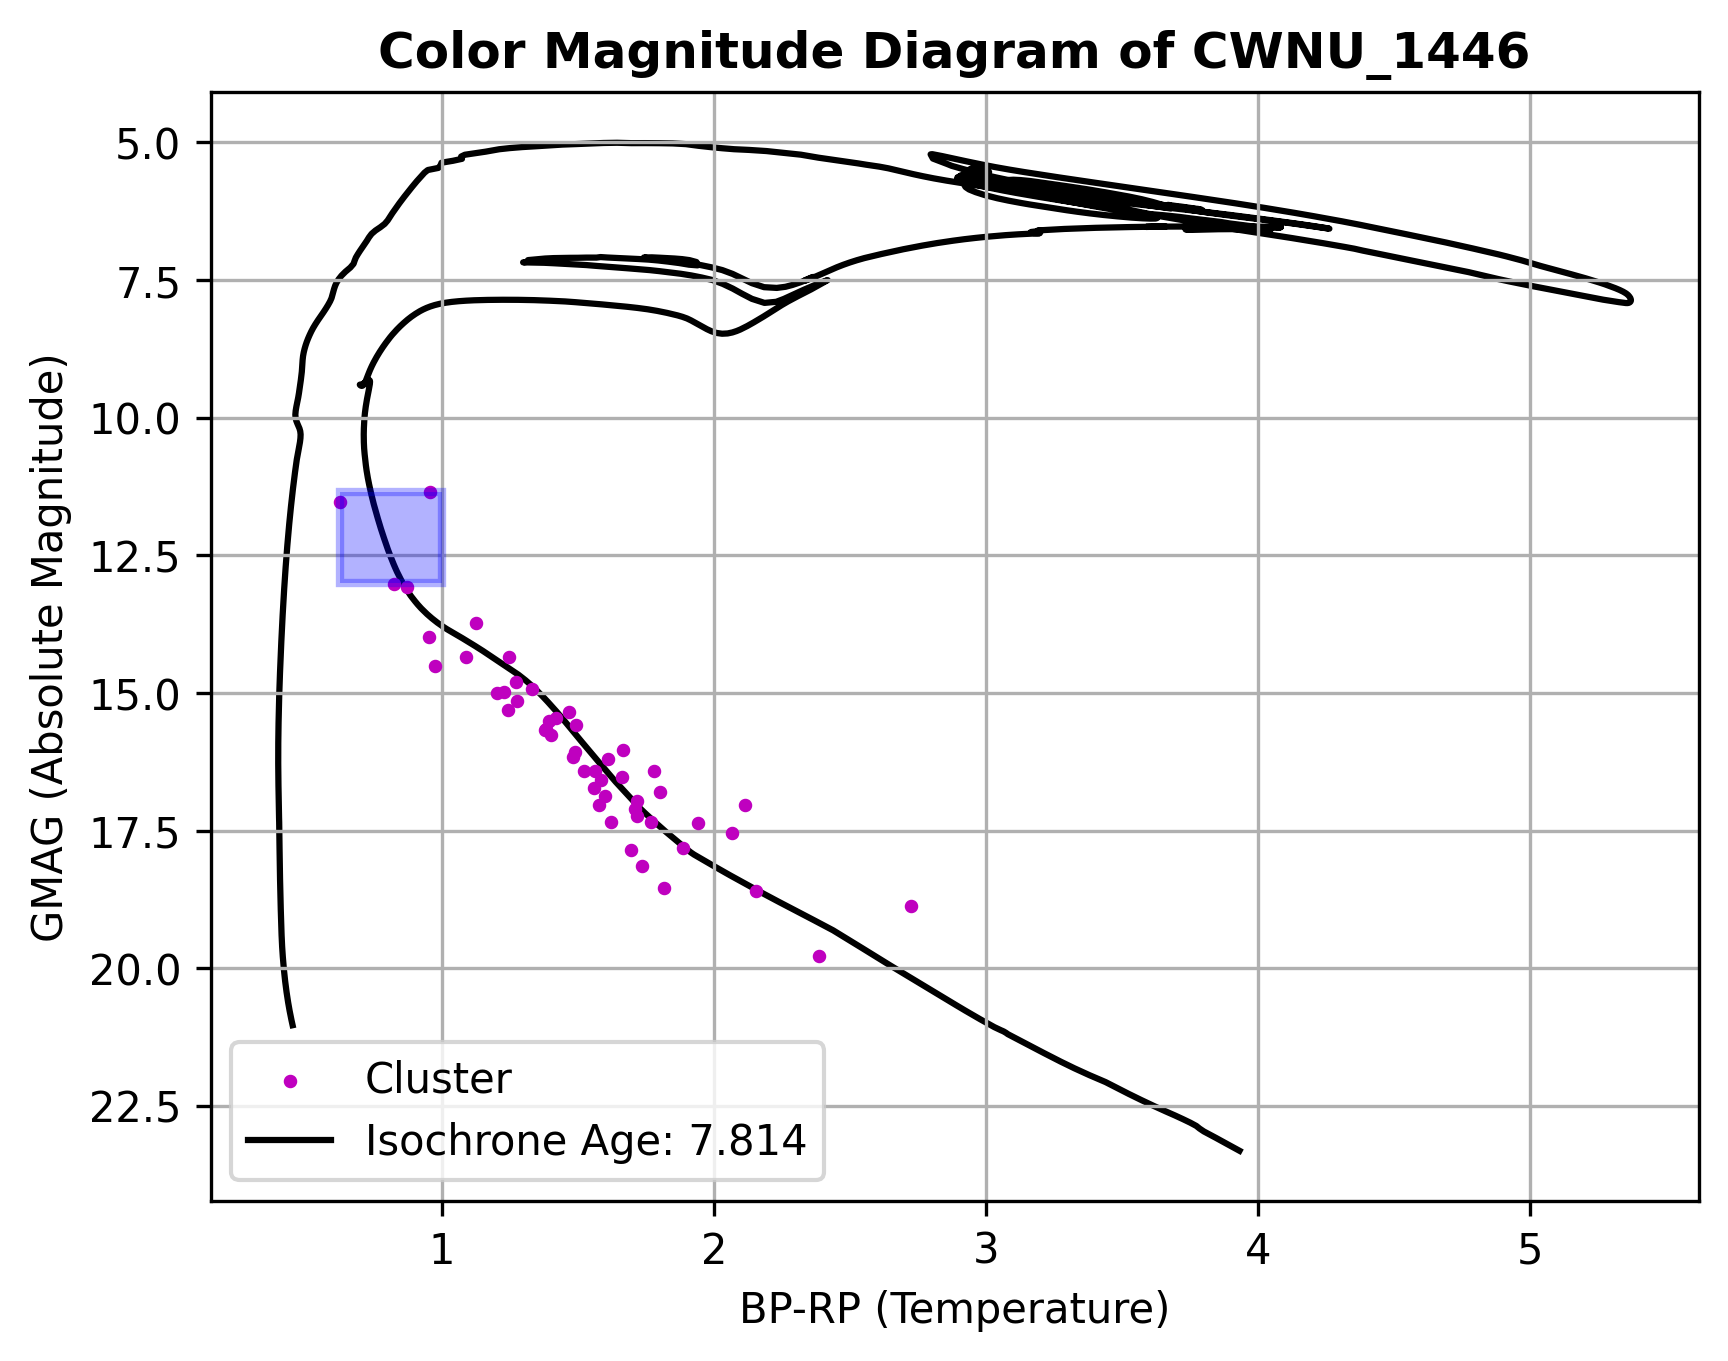 Color Magnitude Diagram of CWNU_1446
GMAG (Absolute Magnitude)
5.0
7.5
10.0
12.5
15.0
17.5
20.0
22.5
Cluster
Isochrone Age: 7.814
1 2 3 4 5
BP-RP (Temperature)